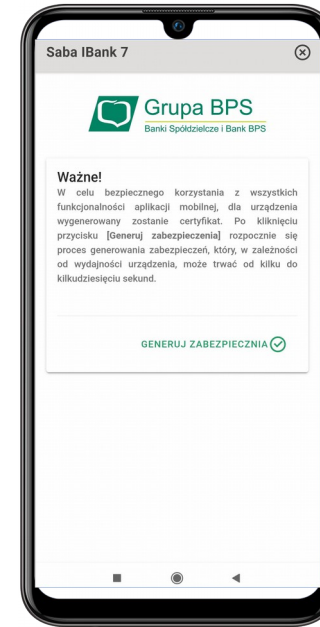 Saba IBank 7
Grupa BPS
Banki Spółdzielcze i Bank BPS
Ważne!
W celu bezpiecznego korzystania z wszystkich
funkcjonalności aplikacji mobilnej, dla urządzenia
wygenerowany zostanie certyfikat. Po kliknięciu
przycisku [Generuj zabezpieczenia] rozpocznie się
proces generowania zabezpieczeń, który, w zależności
od wydajności urządzenia, może trwać od kilku do
kilkudziesięciu sekund.
GENERUJ ZABEZPIECZNIA